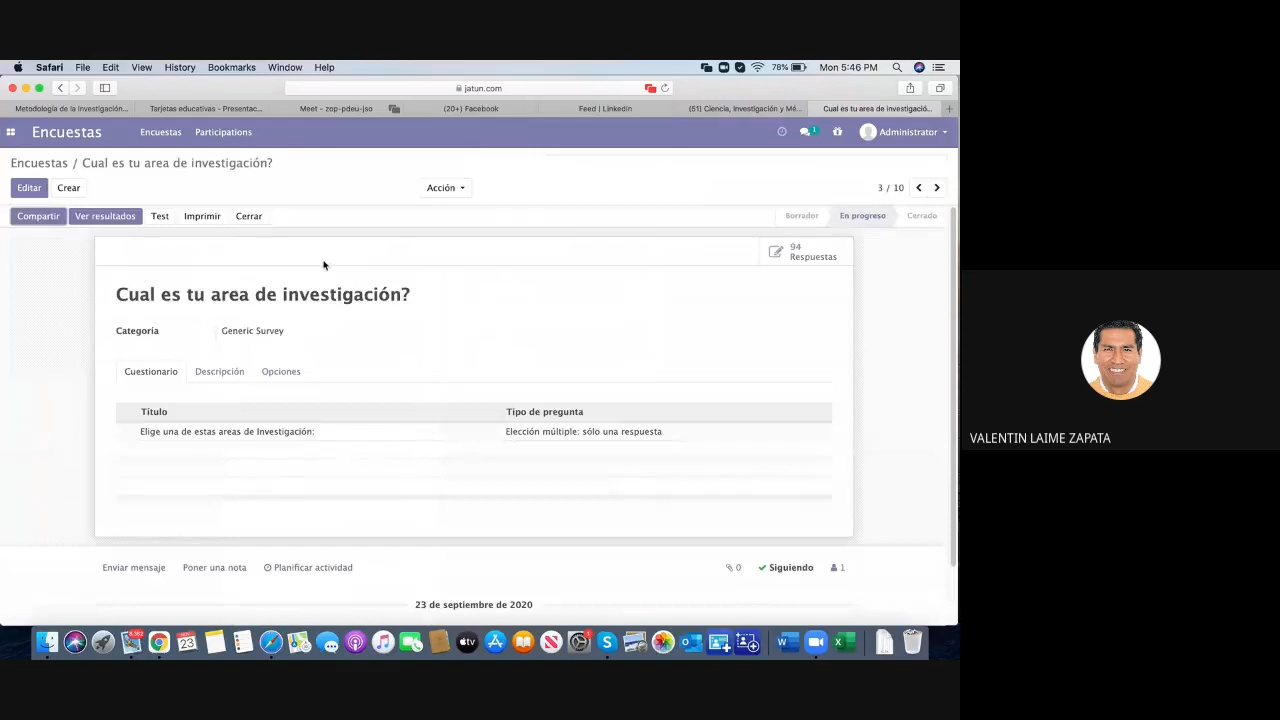 Safari File Edit View History Bookmarks Window Help 78% Mon 5:46 PM
jatun.com
Metodología de la Investigación... Tarjetas educativas - Presentac... Meet - zop-pdeu-jso (20+) Facebook Feed | LinkedIn (51) Ciencia, Investigación y Mé... Cual es tu area de investigació...
Encuestas Encuestas Participations 1 Administrator
Encuestas / Cual es tu area de investigación?
Editar Crear Acción 3 / 10
Compartir Ver resultados Test Imprimir Cerrar Borrador En progreso Cerrado
94
Respuestas
Cual es tu area de investigación?
Categoría Generic Survey
Cuestionario Descripción Opciones
Título Tipo de pregunta
Elige una de estas areas de Investigación: Elección múltiple: sólo una respuesta
VALENTIN LAIME ZAPATA
Enviar mensaje Poner una nota Planificar actividad 0 Siguiendo 1
23 de septiembre de 2020